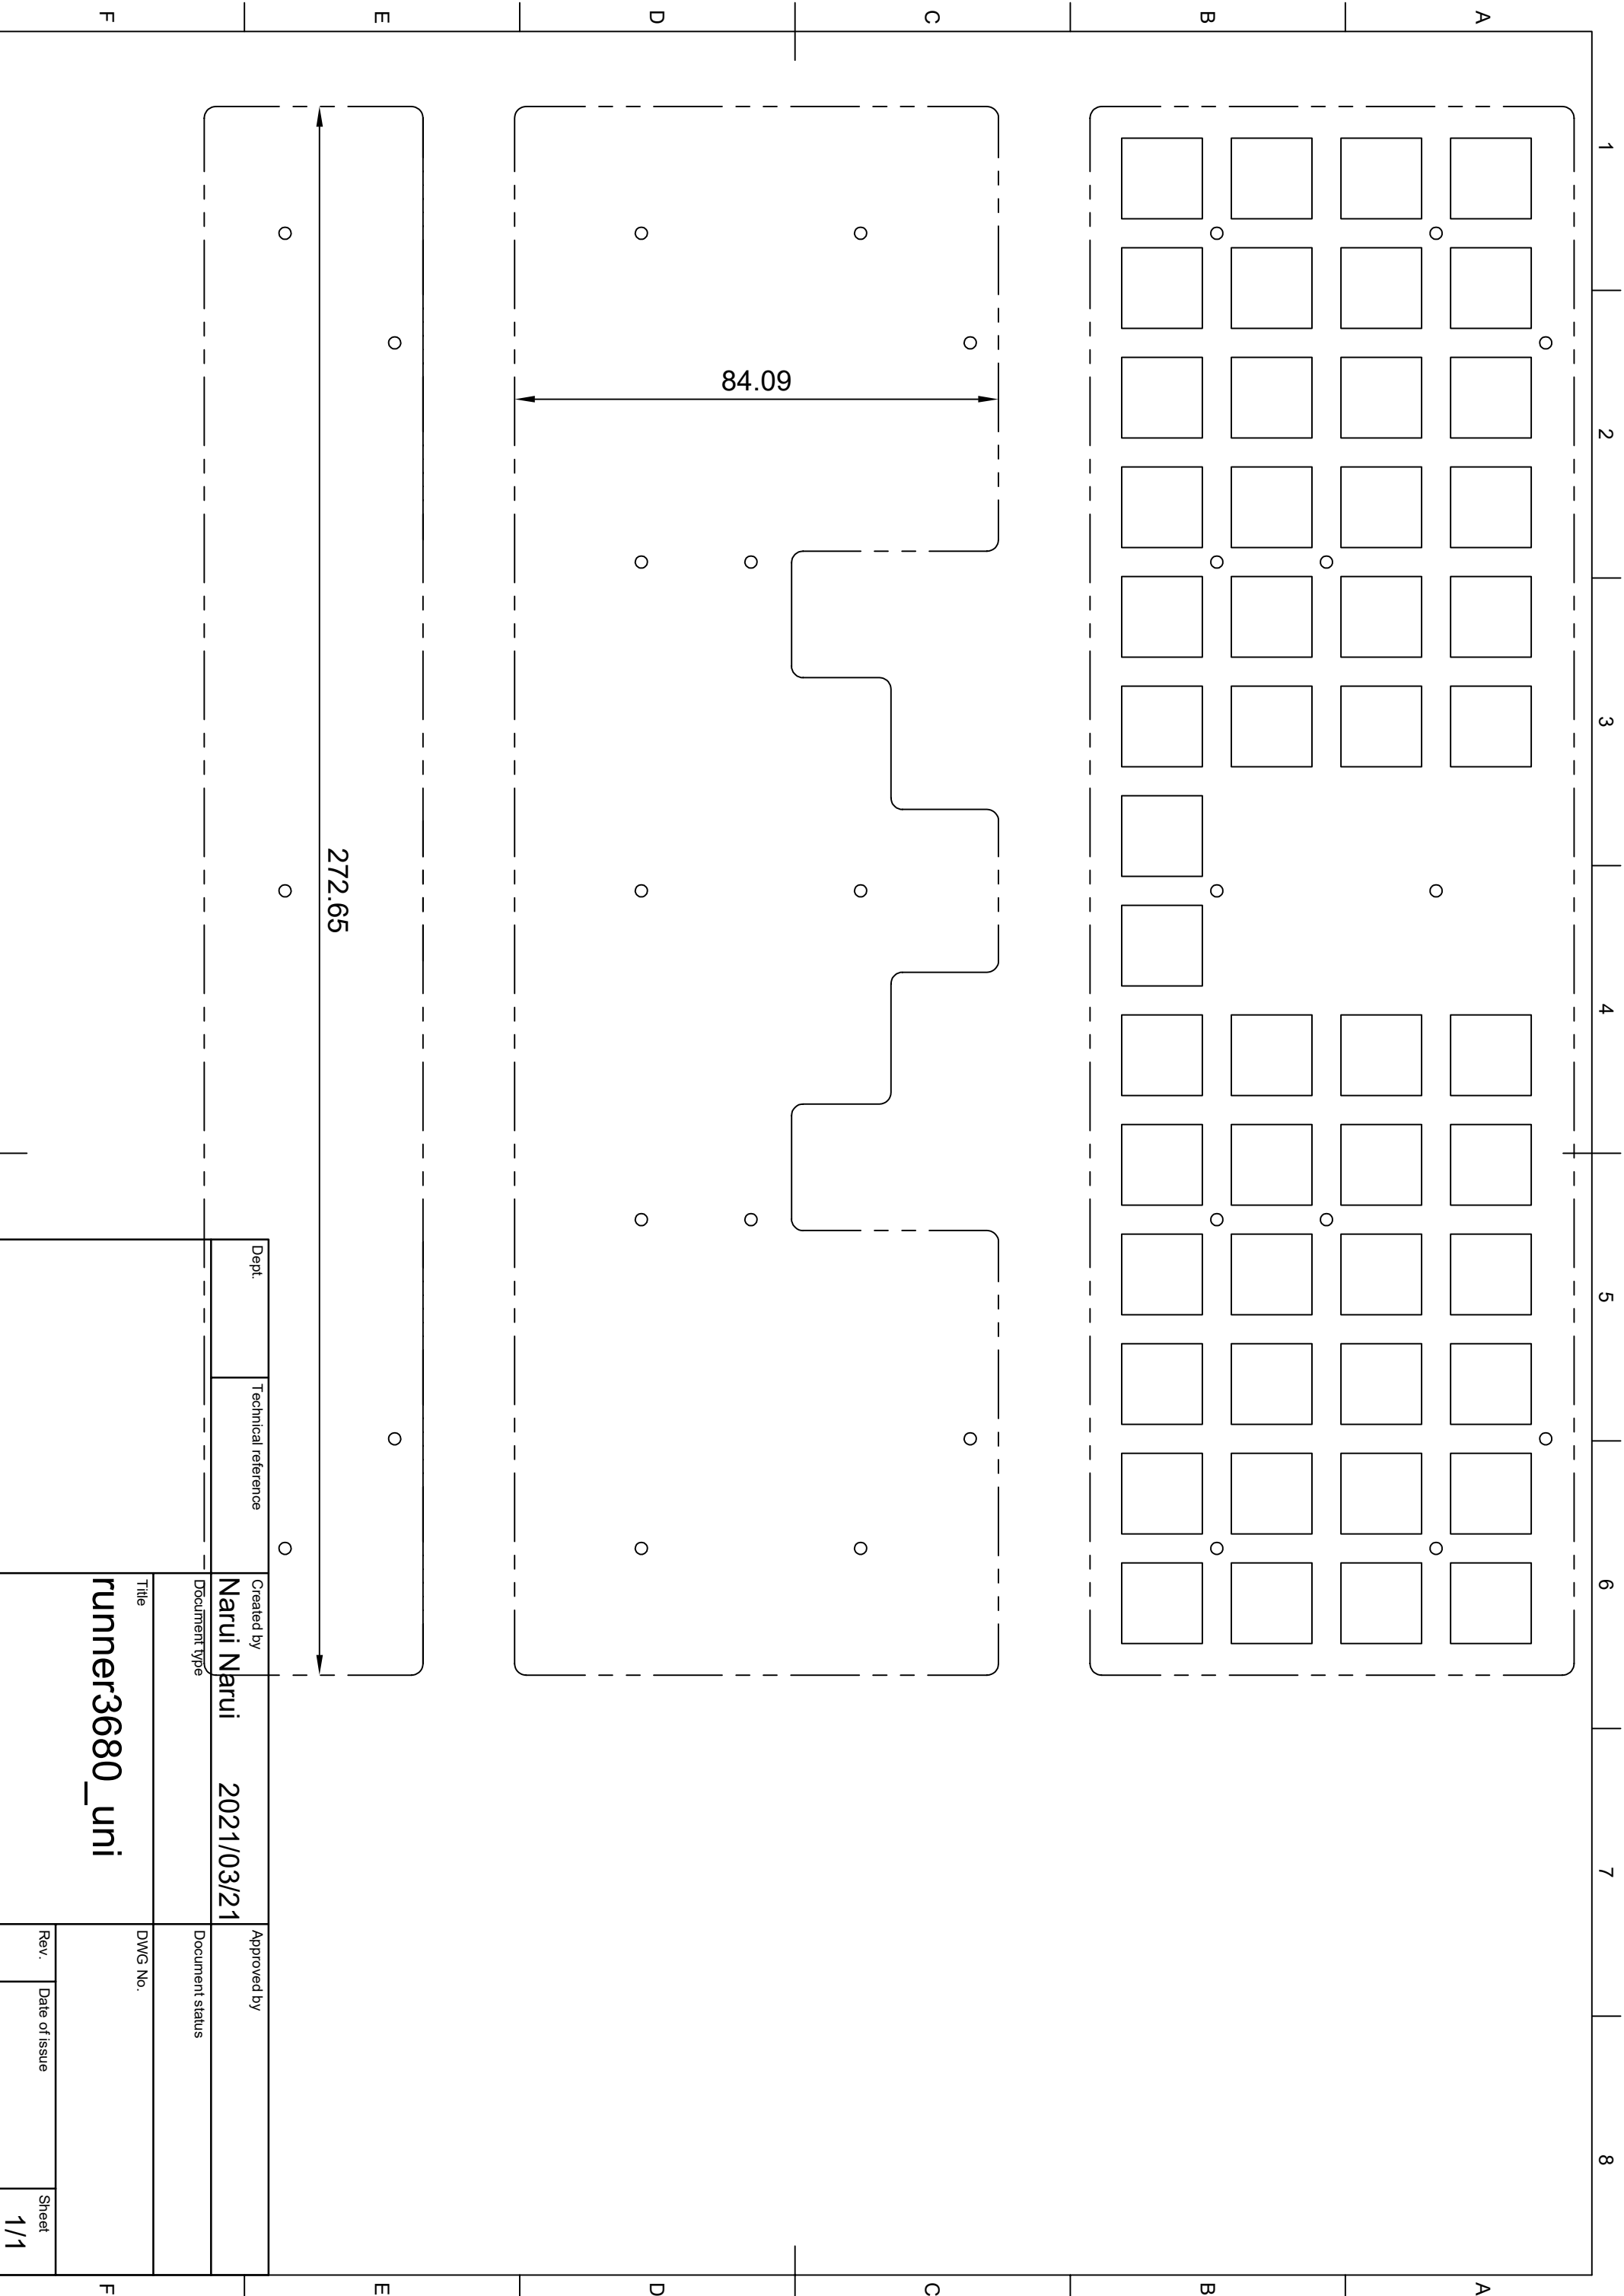 1
2
3
4
5
6
7
8
A
A
B
B
C
C
D
D
E
E
F
F
84.09
272.65
Dept.
Technical reference
Created by
Narui Narui 2021/03/21
Approved by
Document type
Document status
Title
runner3680_uni
DWG No.
Rev.
Date of issue
Sheet
1/1